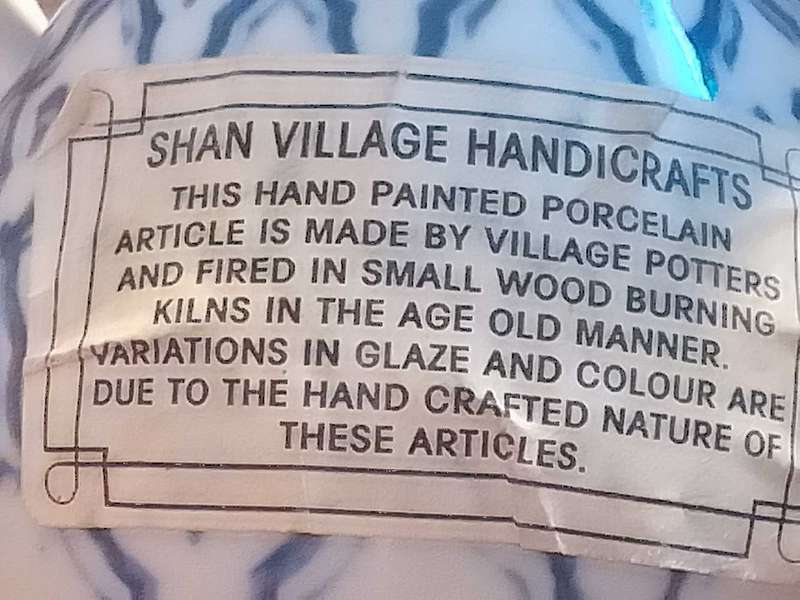 SHAN VILLAGE HANDICRAFTS
THIS HAND PAINTED PORCELAIN
ARTICLE IS MADE BY VILLAGE POTTERS
AND FIRED IN SMALL WOOD BURNING
KILNS IN THE AGE OLD MANNER.
VARIATIONS IN GLAZE AND COLOUR ARE
DUE TO THE HAND CRAFTED NATURE OF
THESE ARTICLES.